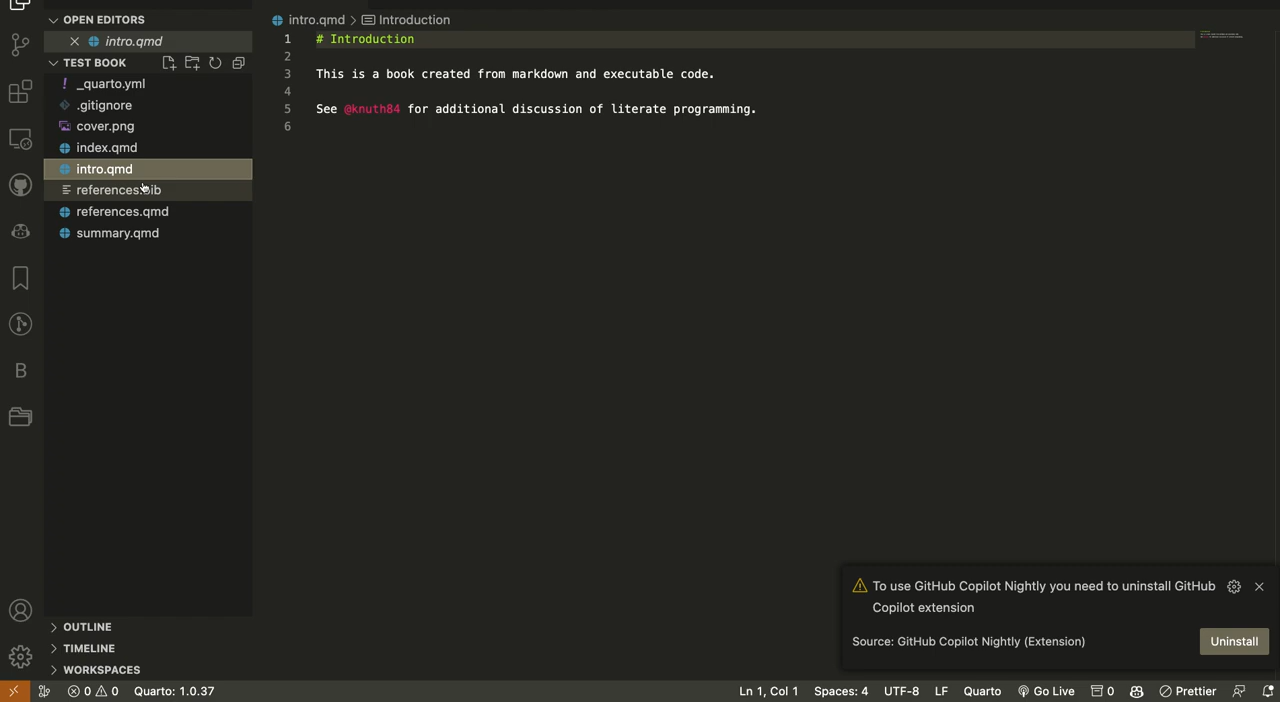 OPEN EDITORS
intro.qmd
TEST BOOK
! _quarto.yml
.gitignore
cover.png
index.qmd
intro.qmd
references.bib
references.qmd
summary.qmd
B
OUTLINE
TIMELINE
WORKSPACES
intro.qmd > Introduction
1 # Introduction
2
3 This is a book created from markdown and executable code.
4
5 See @knuth84 for additional discussion of literate programming.
6
To use GitHub Copilot Nightly you need to uninstall GitHub
Copilot extension
Source: GitHub Copilot Nightly (Extension)
Uninstall
0 0 Quarto: 1.0.37 Ln 1, Col 1 Spaces: 4 UTF-8 LF Quarto Go Live 0 Prettier